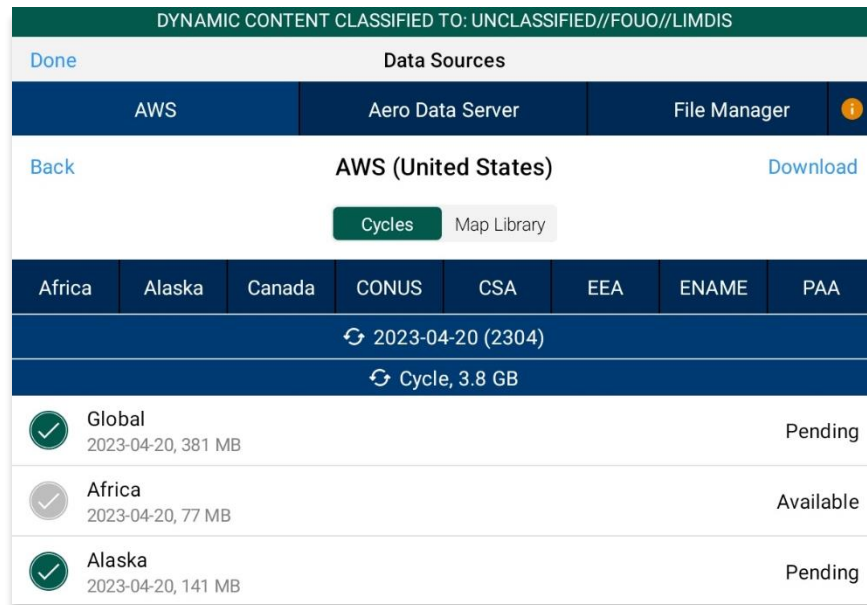 DYNAMIC CONTENT CLASSIFIED TO: UNCLASSIFIED//FOUO//LIMDIS
Done Data Sources
AWS Aero Data Server File Manager i
Back AWS (United States) Download
Cycles Map Library
Africa Alaska Canada CONUS CSA EEA ENAME PAA
2023-04-20 (2304)
Cycle, 3.8 GB
Global
2023-04-20, 381 MB
Pending
Africa
2023-04-20, 77 MB
Available
Alaska
2023-04-20, 141 MB
Pending